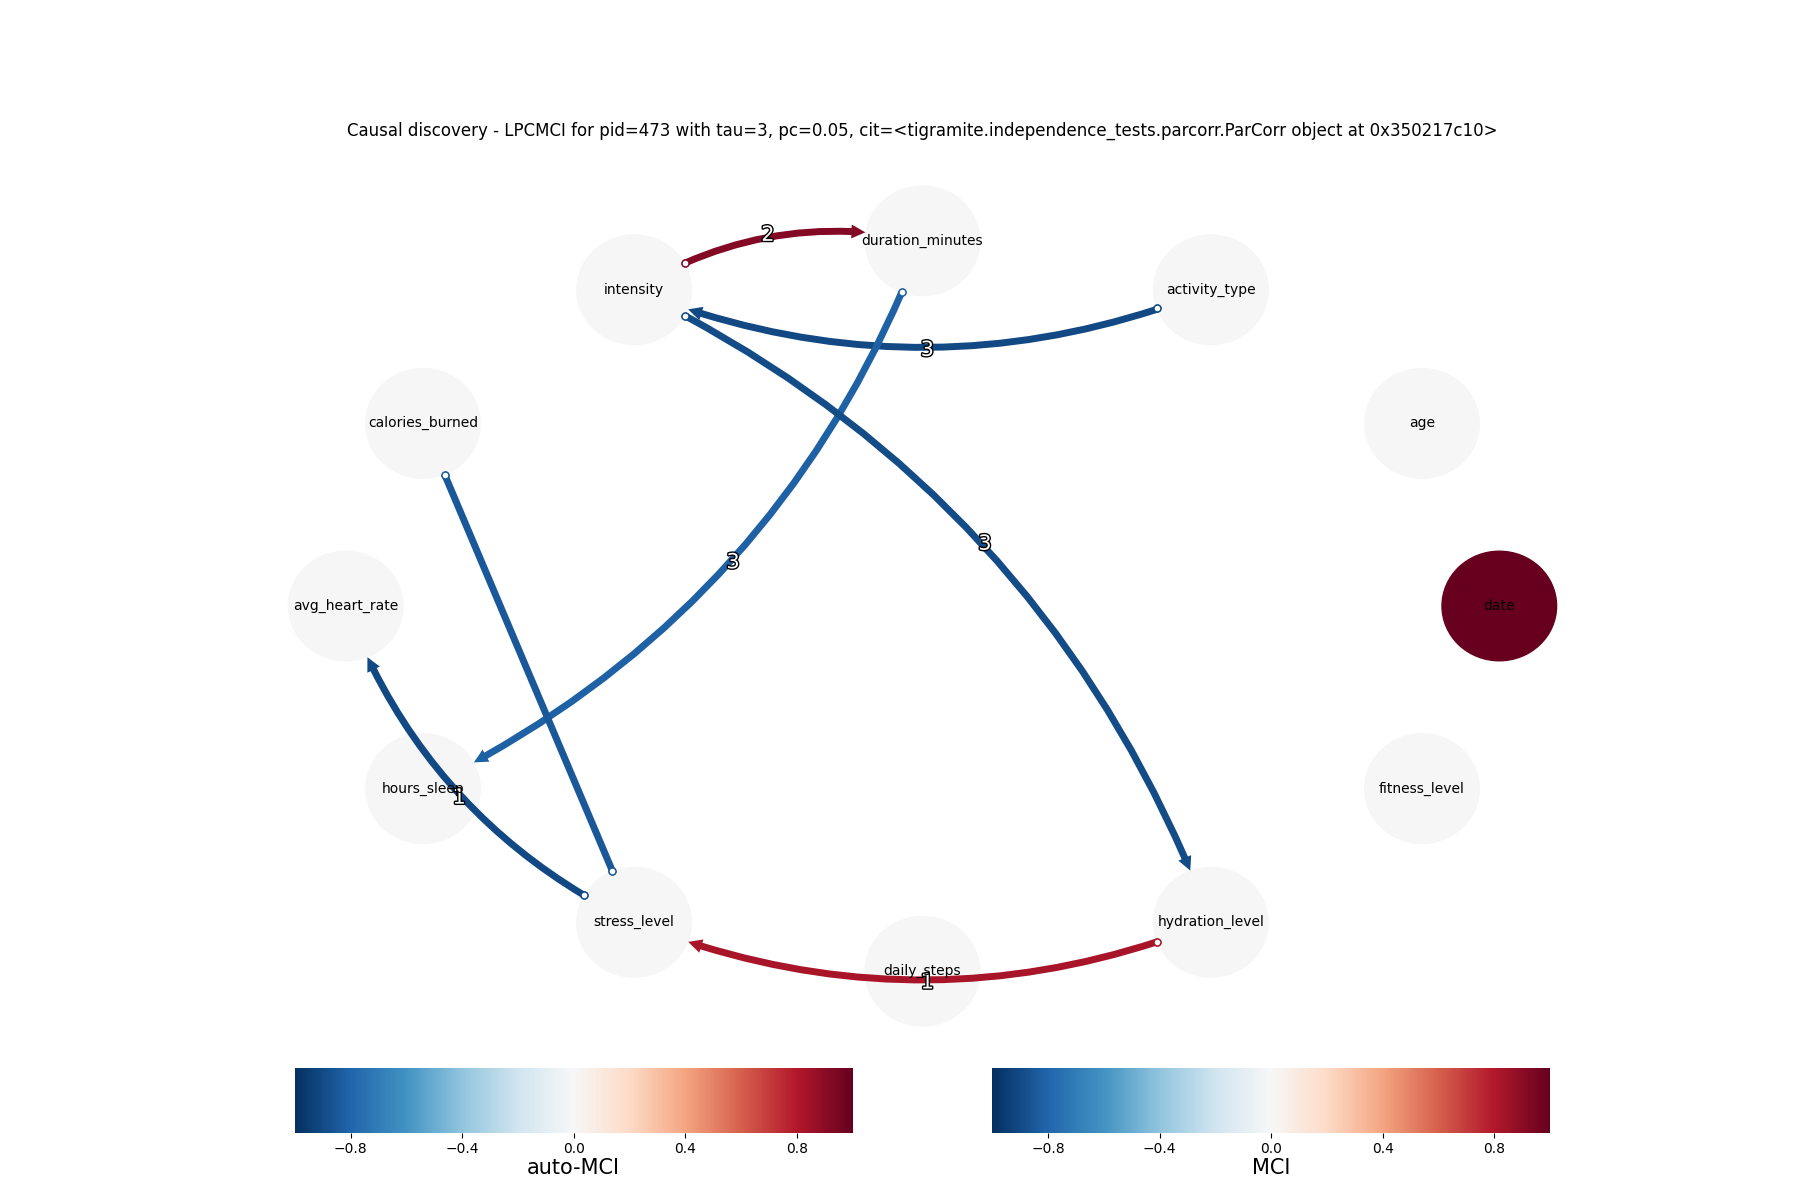 Causal discovery - LPCMCI for pid=473 with tau=3, pc=0.05, cit=<tigramite.independence_tests.parcorr.ParCorr object at 0x350217c10>
2
duration_minutes
intensity
activity_type
3
calories_burned
age
3
3
avg_heart_rate
date
hours_sleep
1
fitness_level
stress_level
hydration_level
daily_steps
1
−0.8 −0.4 0.0 0.4 0.8
auto-MCI
−0.8 −0.4 0.0 0.4 0.8
MCI